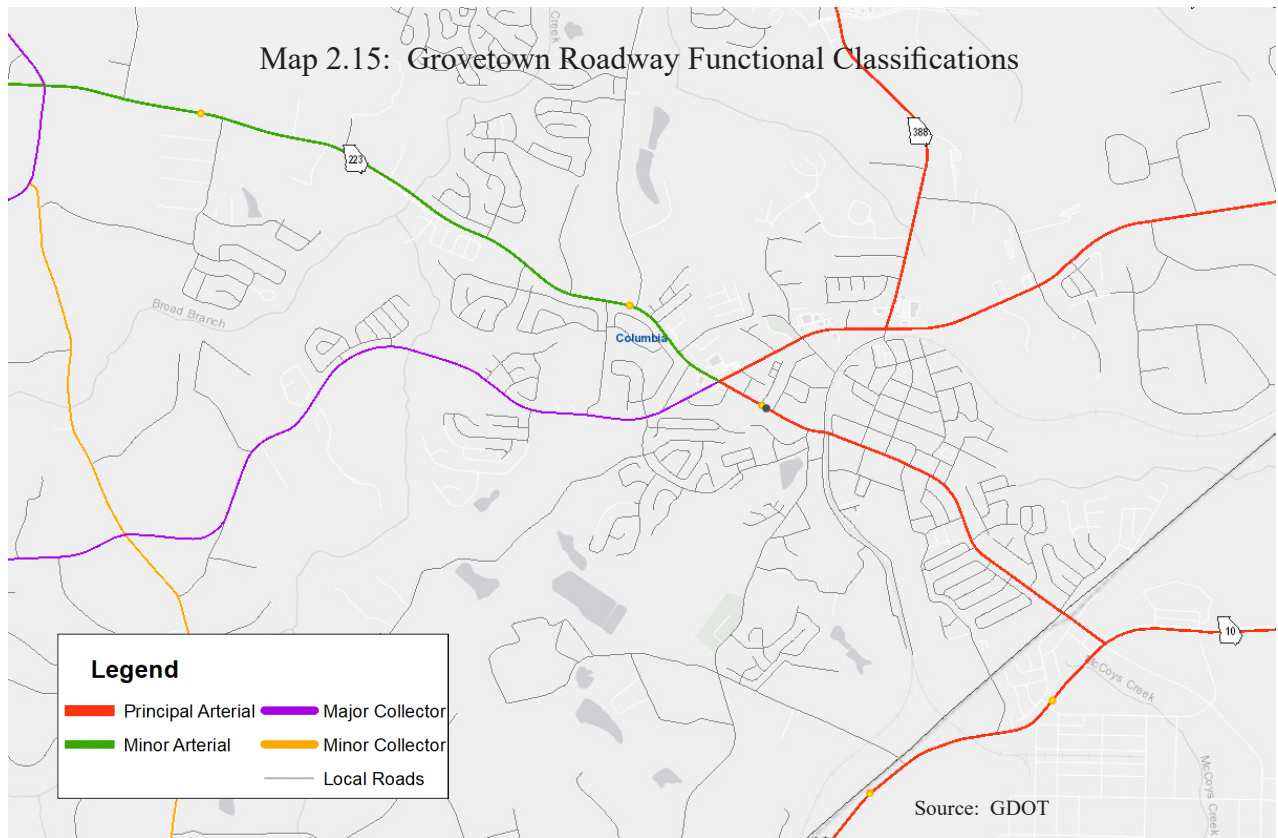 Creek
Map 2.15: Grovetown Roadway Functional Classifications
388
223
Broad Branch
Columbia
10
McCoys Creek
McCoys Creek
Legend
Principal Arterial
Major Collector
Minor Arterial
Minor Collector
Local Roads
Source: GDOT